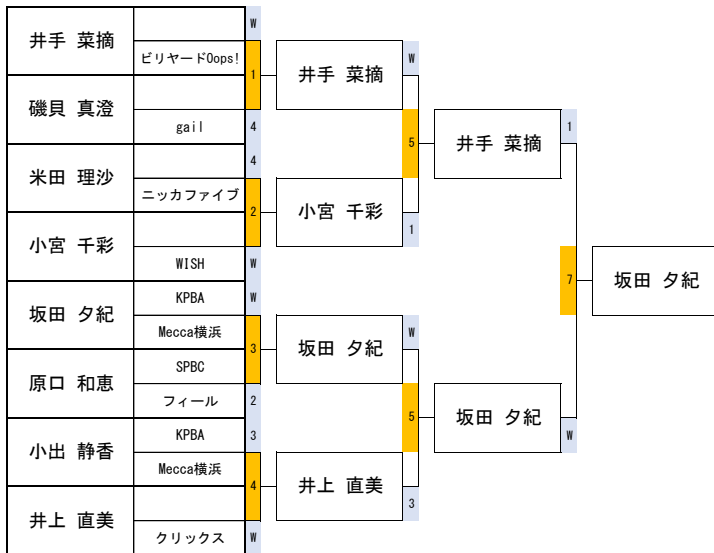 井手 菜摘
W
ビリヤードOops!
1
磯貝 真澄
gail
4
米田 理沙
4
ニッカファイブ
2
小宮 千彩
WISH
W
坂田 夕紀
KPBA
W
Mecca横浜
3
原口 和恵
SPBC
フィール
2
小出 静香
KPBA
3
Mecca横浜
4
井上 直美
クリックス
W
井手 菜摘
W
5
小宮 千彩
1
坂田 夕紀
W
5
井上 直美
3
井手 菜摘
1
7
坂田 夕紀
W
坂田 夕紀